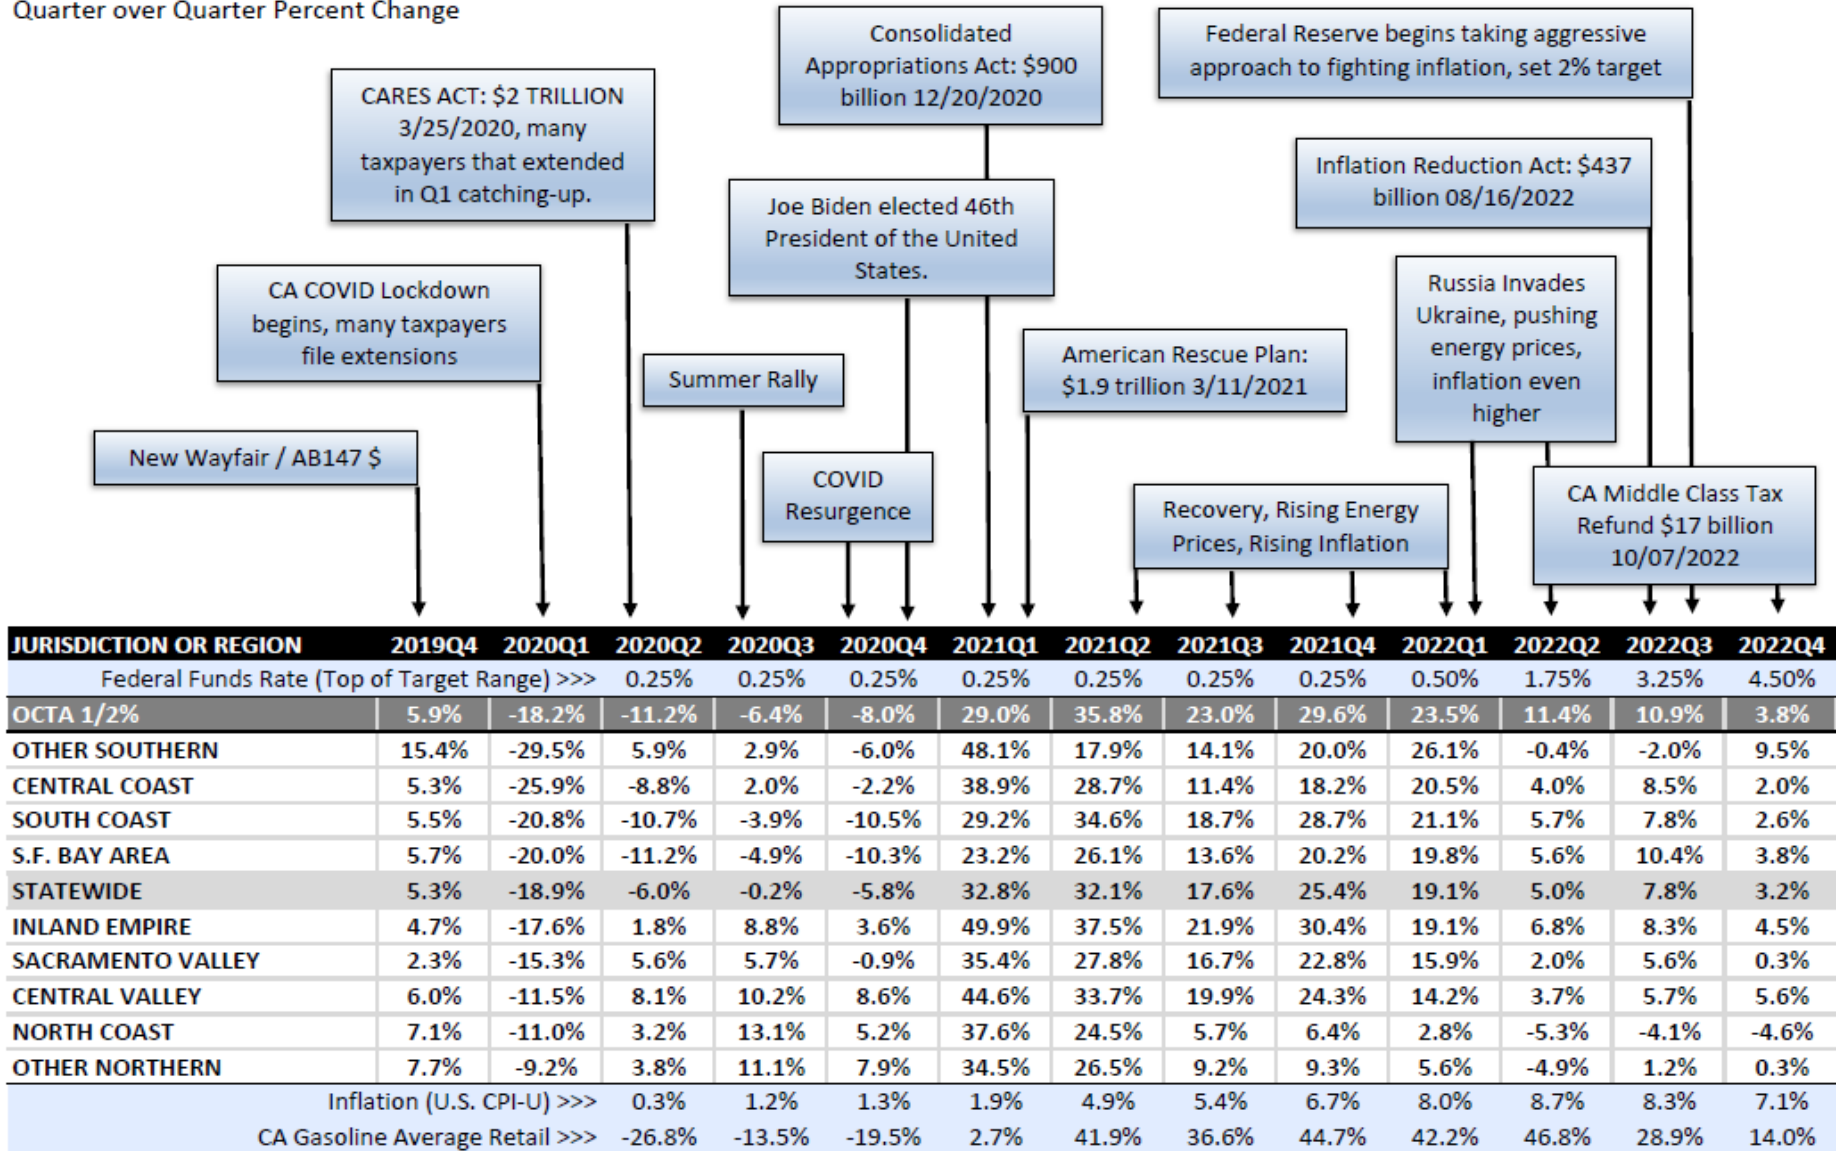 Quarter over Quarter Percent Change
Consolidated
Appropriations Act: $900
billion 12/20/2020
Federal Reserve begins taking aggressive
approach to fighting inflation, set 2% target
CARES ACT: $2 TRILLION
3/25/2020, many
taxpayers that extended
in Q1 catching-up.
Inflation Reduction Act: $437
billion 08/16/2022
Joe Biden elected 46th
President of the United
States.
CA COVID Lockdown
begins, many taxpayers
file extensions
Russia Invades
Ukraine, pushing
energy prices,
inflation even
higher
Summer Rally
American Rescue Plan:
$1.9 trillion 3/11/2021
New Wayfair / AB147 $
COVID
Resurgence
Recovery, Rising Energy
Prices, Rising Inflation
CA Middle Class Tax
Refund $17 billion
10/07/2022
JURISDICTION OR REGION 2019Q4 2020Q1 2020Q2 2020Q3 2020Q4 2021Q1 2021Q2 2021Q3 2021Q4 2022Q1 2022Q2 2022Q3 2022Q4
Federal Funds Rate (Top of Target Range) >>> 0.25% 0.25% 0.25% 0.25% 0.25% 0.25% 0.25% 0.50% 1.75% 3.25% 4.50%
OCTA 1/2% 5.9% -18.2% -11.2% -6.4% -8.0% 29.0% 35.8% 23.0% 29.6% 23.5% 11.4% 10.9% 3.8%
OTHER SOUTHERN 15.4% -29.5% 5.9% 2.9% -6.0% 48.1% 17.9% 14.1% 20.0% 26.1% -0.4% -2.0% 9.5%
CENTRAL COAST 5.3% -25.9% -8.8% 2.0% -2.2% 38.9% 28.7% 11.4% 18.2% 20.5% 4.0% 8.5% 2.0%
SOUTH COAST 5.5% -20.8% -10.7% -3.9% -10.5% 29.2% 34.6% 18.7% 28.7% 21.1% 5.7% 7.8% 2.6%
S.F. BAY AREA 5.7% -20.0% -11.2% -4.9% -10.3% 23.2% 26.1% 13.6% 20.2% 19.8% 5.6% 10.4% 3.8%
STATEWIDE 5.3% -18.9% -6.0% -0.2% -5.8% 32.8% 32.1% 17.6% 25.4% 19.1% 5.0% 7.8% 3.2%
INLAND EMPIRE 4.7% -17.6% 1.8% 8.8% 3.6% 49.9% 37.5% 21.9% 30.4% 19.1% 6.8% 8.3% 4.5%
SACRAMENTO VALLEY 2.3% -15.3% 5.6% 5.7% -0.9% 35.4% 27.8% 16.7% 22.8% 15.9% 2.0% 5.6% 0.3%
CENTRAL VALLEY 6.0% -11.5% 8.1% 10.2% 8.6% 44.6% 33.7% 19.9% 24.3% 14.2% 3.7% 5.7% 5.6%
NORTH COAST 7.1% -11.0% 3.2% 13.1% 5.2% 37.6% 24.5% 5.7% 6.4% 2.8% -5.3% -4.1% -4.6%
OTHER NORTHERN 7.7% -9.2% 3.8% 11.1% 7.9% 34.5% 26.5% 9.2% 9.3% 5.6% -4.9% 1.2% 0.3%
Inflation (U.S. CPI-U) >>> 0.3% 1.2% 1.3% 1.9% 4.9% 5.4% 6.7% 8.0% 8.7% 8.3% 7.1%
CA Gasoline Average Retail >>> -26.8% -13.5% -19.5% 2.7% 41.9% 36.6% 44.7% 42.2% 46.8% 28.9% 14.0%